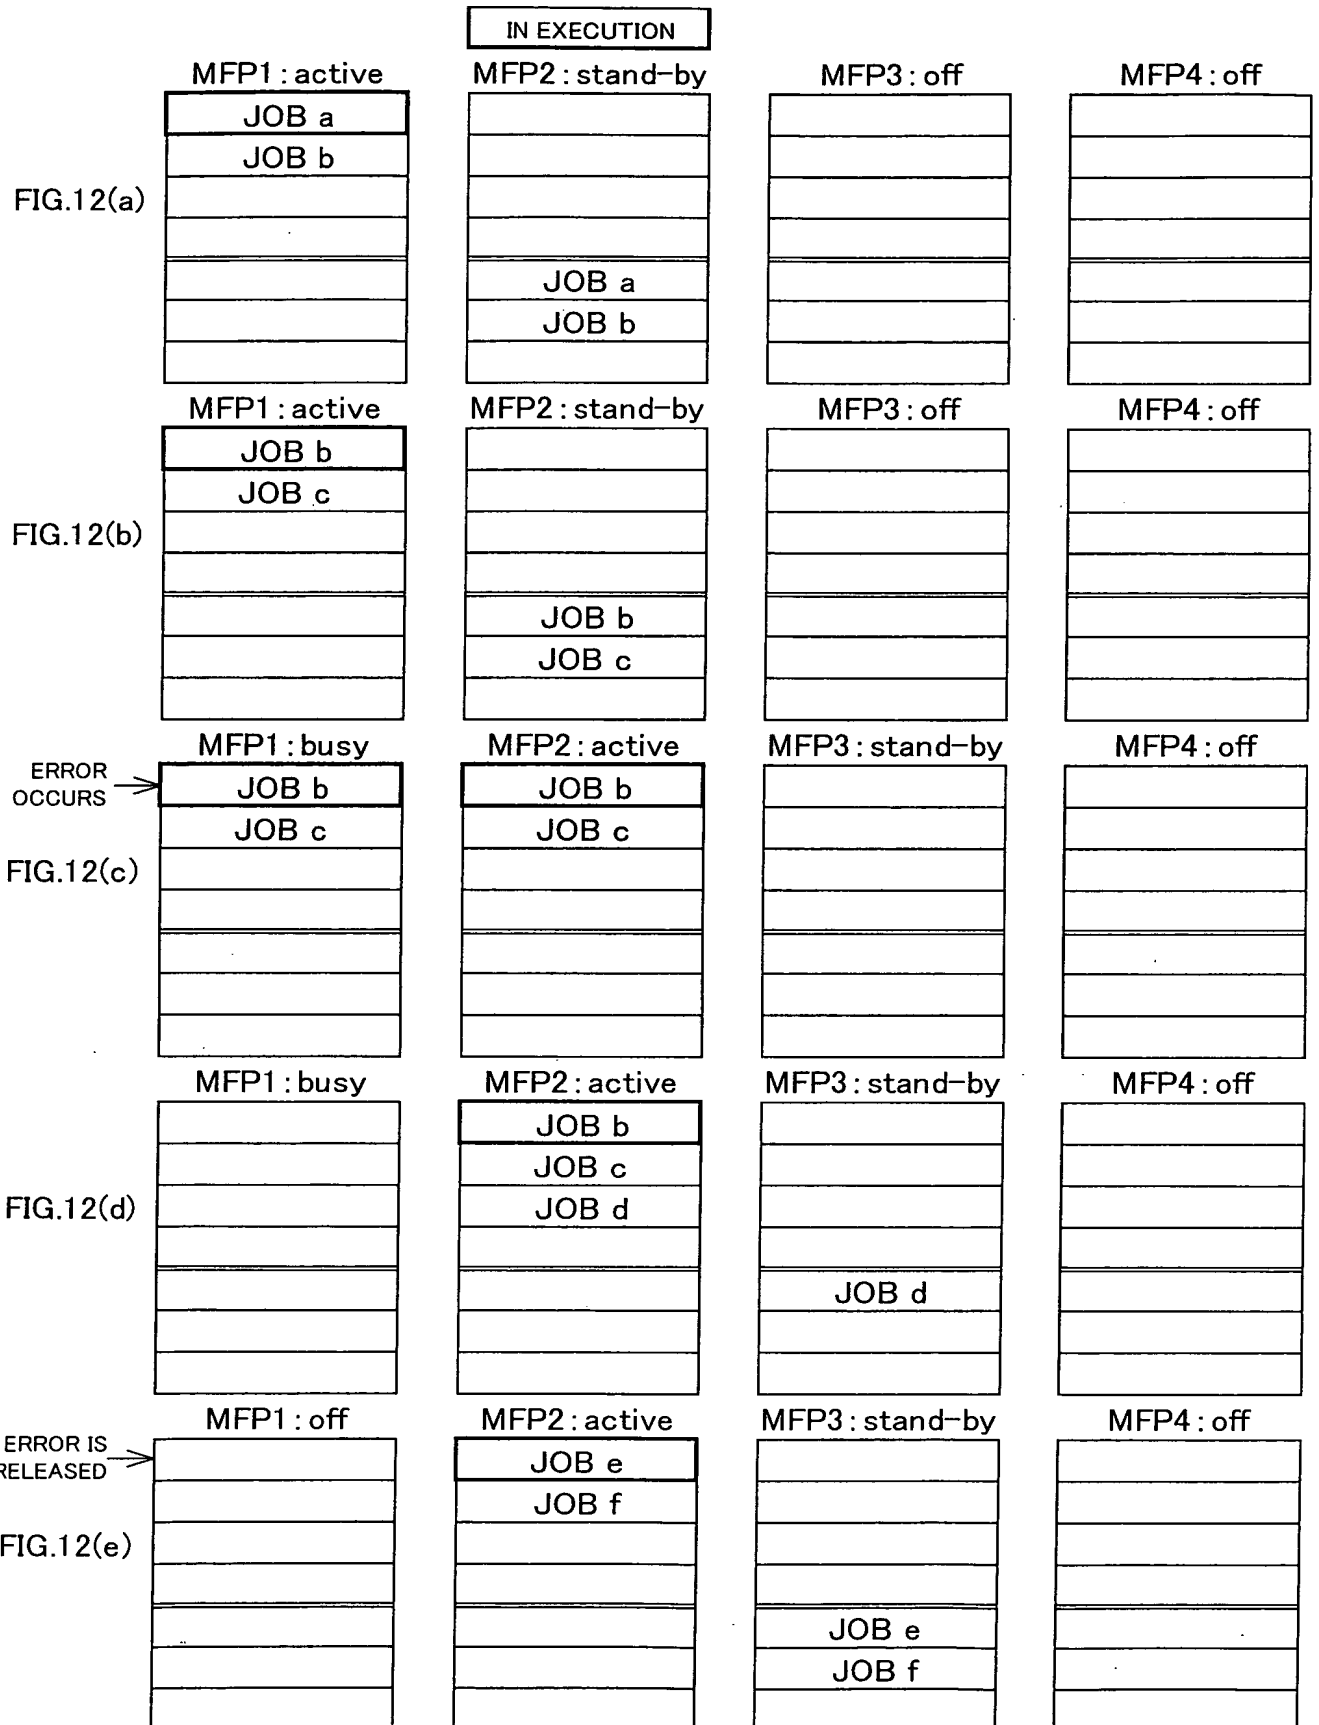 IN EXECUTION
MFP1:active MFP2:stand-by MFP3:off MFP4:off
JOB a
JOB b
FIG.12(a)
JOB a
JOB b
MFP1:active MFP2:stand-by MFP3:off MFP4:off
JOB b
JOB c
FIG.12(b)
JOB b
JOB c
MFP1:busy MFP2:active MFP3:stand-by MFP4:off
ERROR
OCCURS
JOB b JOB b
JOB c JOB c
FIG.12(c)
MFP1:busy MFP2:active MFP3:stand-by MFP4:off
JOB b
JOB c
FIG.12(d) JOB d
JOB d
MFP1:off MFP2:active MFP3:stand-by MFP4:off
ERROR IS
RELEASED
JOB e
JOB f
FIG.12(e)
JOB e
JOB f